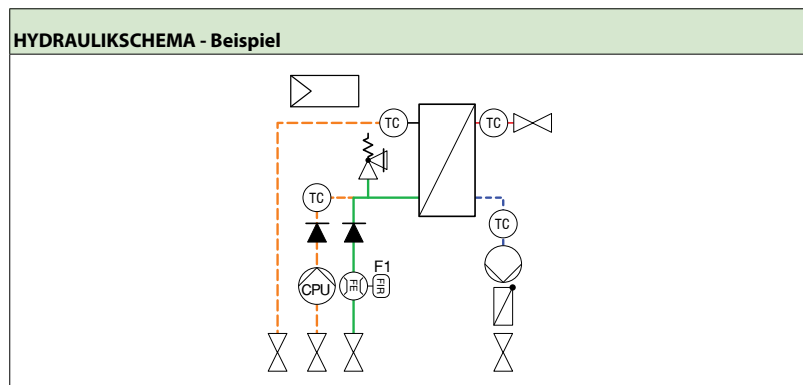 HYDRAULIKSCHEMA - Beispiel
TC
TC
TC
TC
F1
CPU
FE
FIR